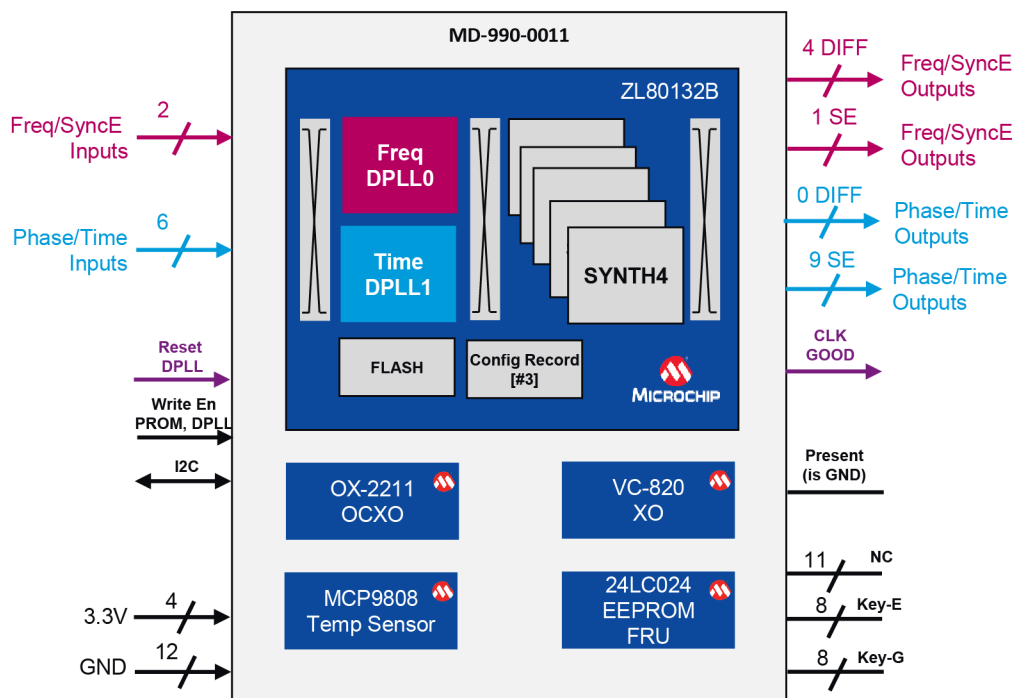 MD-990-0011
ZL80132B
2
Freq/SyncE
Inputs
6
Phase/Time
Inputs
Reset
DPLL
Write En
PROM, DPLL
I2C
4
3.3V
12
GND
Freq
DPLL0
Time
DPLL1
SYNTH4
FLASH
Config Record
[#3]
MICROCHIP
OX-2211
OCXO
VC-820
XO
MCP9808
Temp Sensor
24LC024
EEPROM
FRU
4 DIFF
Freq/SyncE
Outputs
1 SE
Freq/SyncE
Outputs
0 DIFF
Phase/Time
Outputs
9 SE
Phase/Time
Outputs
CLK
GOOD
Present
(is GND)
11
NC
8
Key-E
8
Key-G